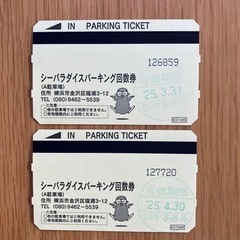 IN PARKING TICKET
126859
シーパラダイスパーキング回数券
(A駐車場)
住所 横浜市金沢区福浦3-12
TEL (080)9462-5539
有効期限
25.3.31
IN PARKING TICKET
127720
シーパラダイスパーキング回数券
(A駐車場)
住所 横浜市金沢区福浦3-12
TEL (080)9462-5539
有効期限
25.4.30